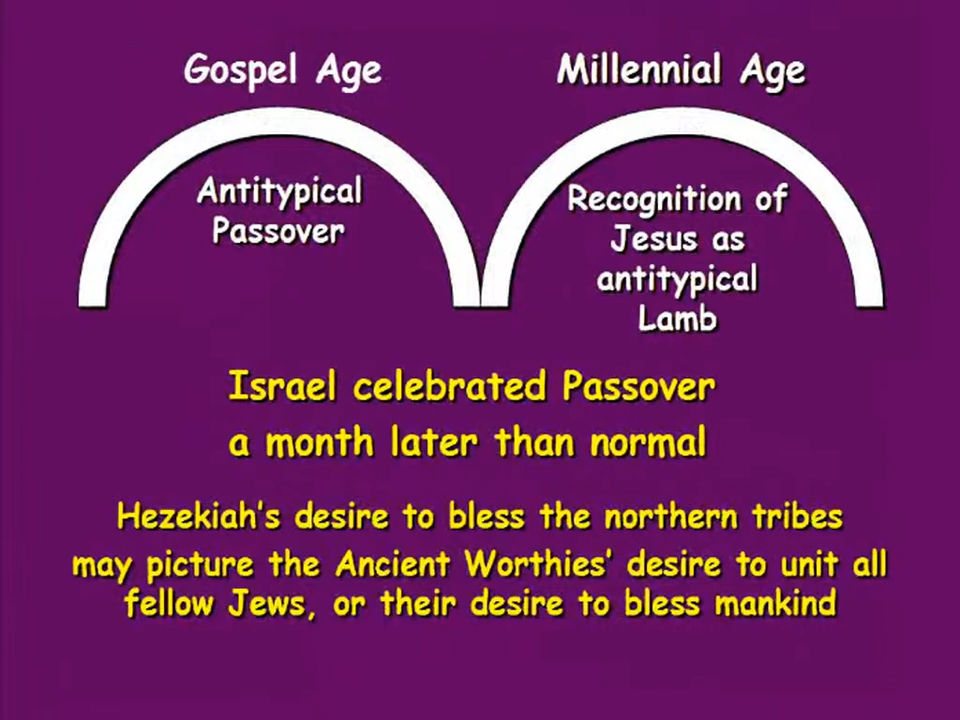 Gospel Age
Millennial Age
Antitypical
Passover
Recognition of
Jesus as
antitypical
Lamb
Israel celebrated Passover
a month later than normal
Hezekiah's desire to bless the northern tribes
may picture the Ancient Worthies' desire to unit all
fellow Jews, or their desire to bless mankind